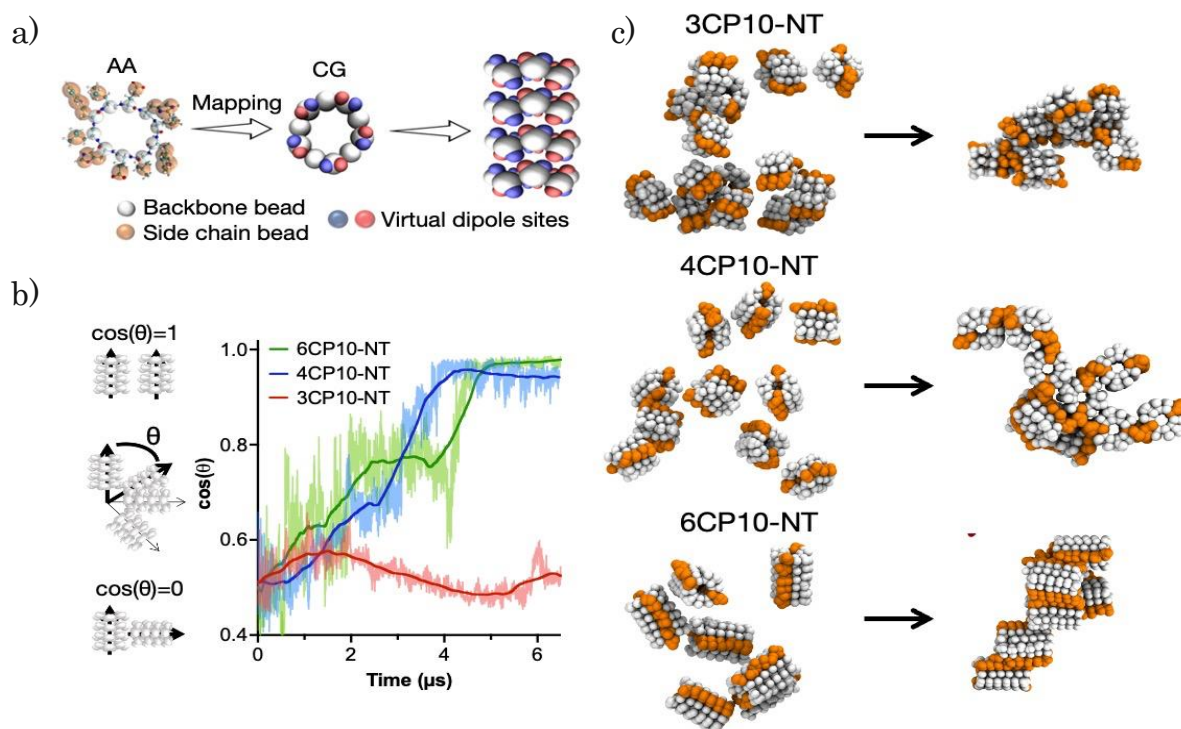 a)
AA
Mapping
CG
Backbone bead
Side chain bead
Virtual dipole sites
b)
cos(θ)=1
θ
cos(θ)=0
6CP10-NT
4CP10-NT
3CP10-NT
1.0
0.8
0.6
0.4
cos(θ)
0
2
4
6
Time (μs)
c)
3CP10-NT
4CP10-NT
6CP10-NT